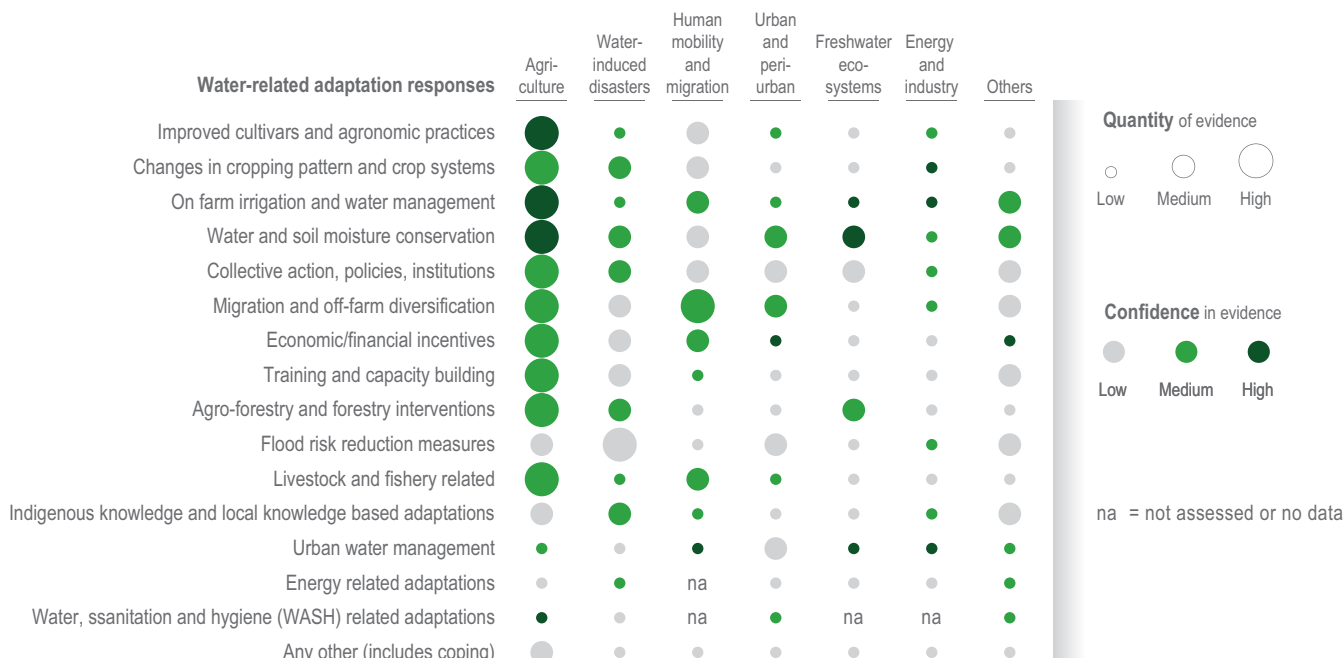 Human
mobility
and
migration
Urban
and
peri-
urban
Water-
induced
disasters
Freshwater
eco-
systems
Energy
and
industry
Agri-
culture
Others
Water-related adaptation responses
Improved cultivars and agronomic practices
Changes in cropping pattern and crop systems
On farm irrigation and water management
Water and soil moisture conservation
Collective action, policies, institutions
Migration and off-farm diversification
Economic/financial incentives
Training and capacity building
Agro-forestry and forestry interventions
Flood risk reduction measures
Livestock and fishery related
Indigenous knowledge and local knowledge based adaptations
Urban water management
Energy related adaptations na
Water, ssanitation and hygiene (WASH) related adaptations na na na
Any other (includes coping)
Quantity of evidence
Low Medium High
Confidence in evidence
Low Medium High
na = not assessed or no data